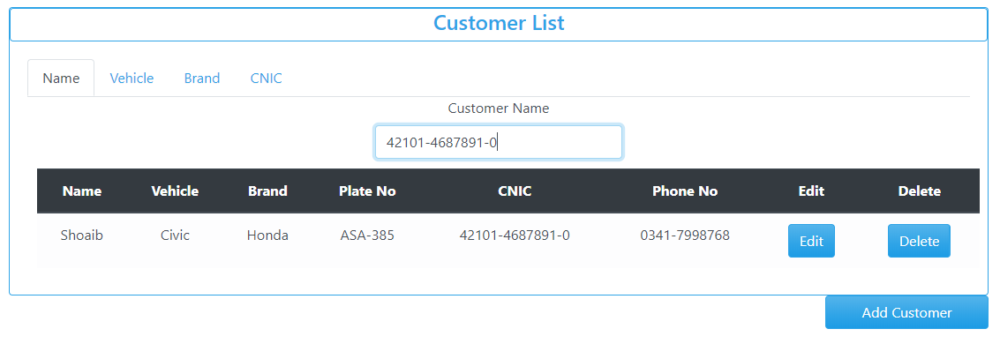 Customer List
Name Vehicle Brand CNIC
Customer Name
42101-4687891-0
Name Vehicle Brand Plate No CNIC Phone No Edit Delete
Shoaib Civic Honda ASA-385 42101-4687891-0 0341-7998768 Edit Delete
Add Customer